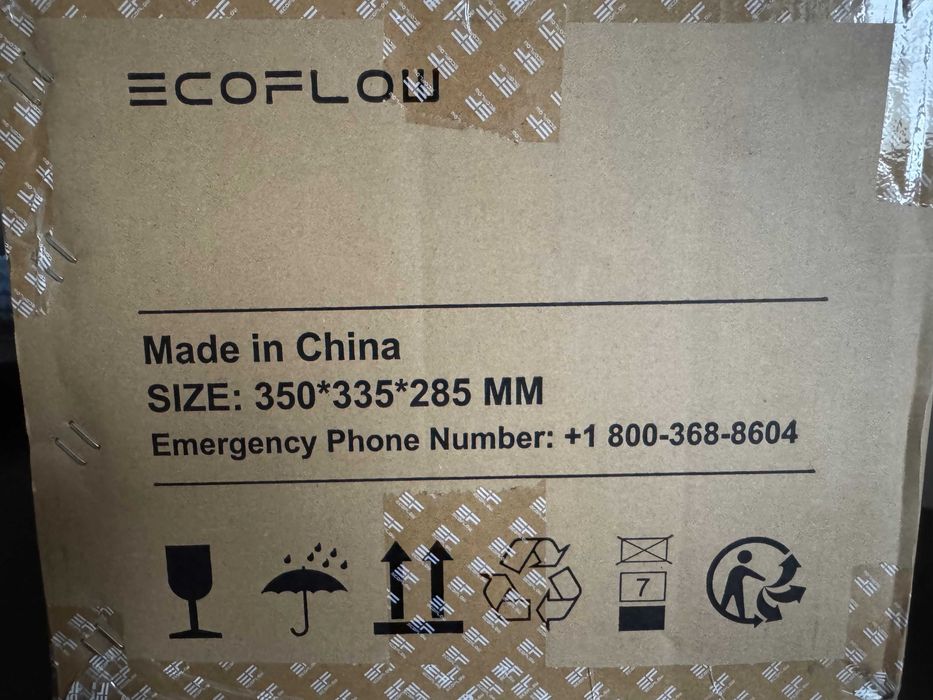 ECOFLOW
Made in China
SIZE: 350*335*285 MM
Emergency Phone Number: +1 800-368-8604
7